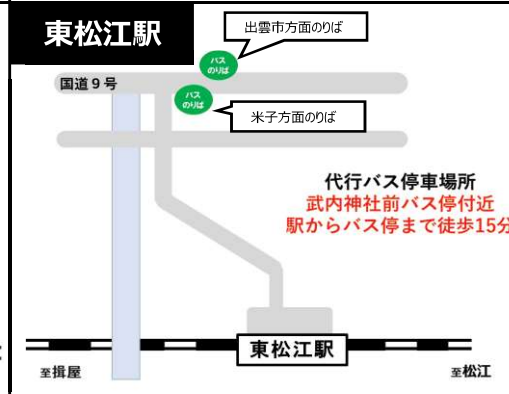 東松江駅
出雲市方面のりば
バス
のりば
国道9号
バス
のりば
米子方面のりば
代行バス停車場所
武内神社前バス停付近
駅からバス停まで徒歩15分
東松江駅
至揖屋
至松江